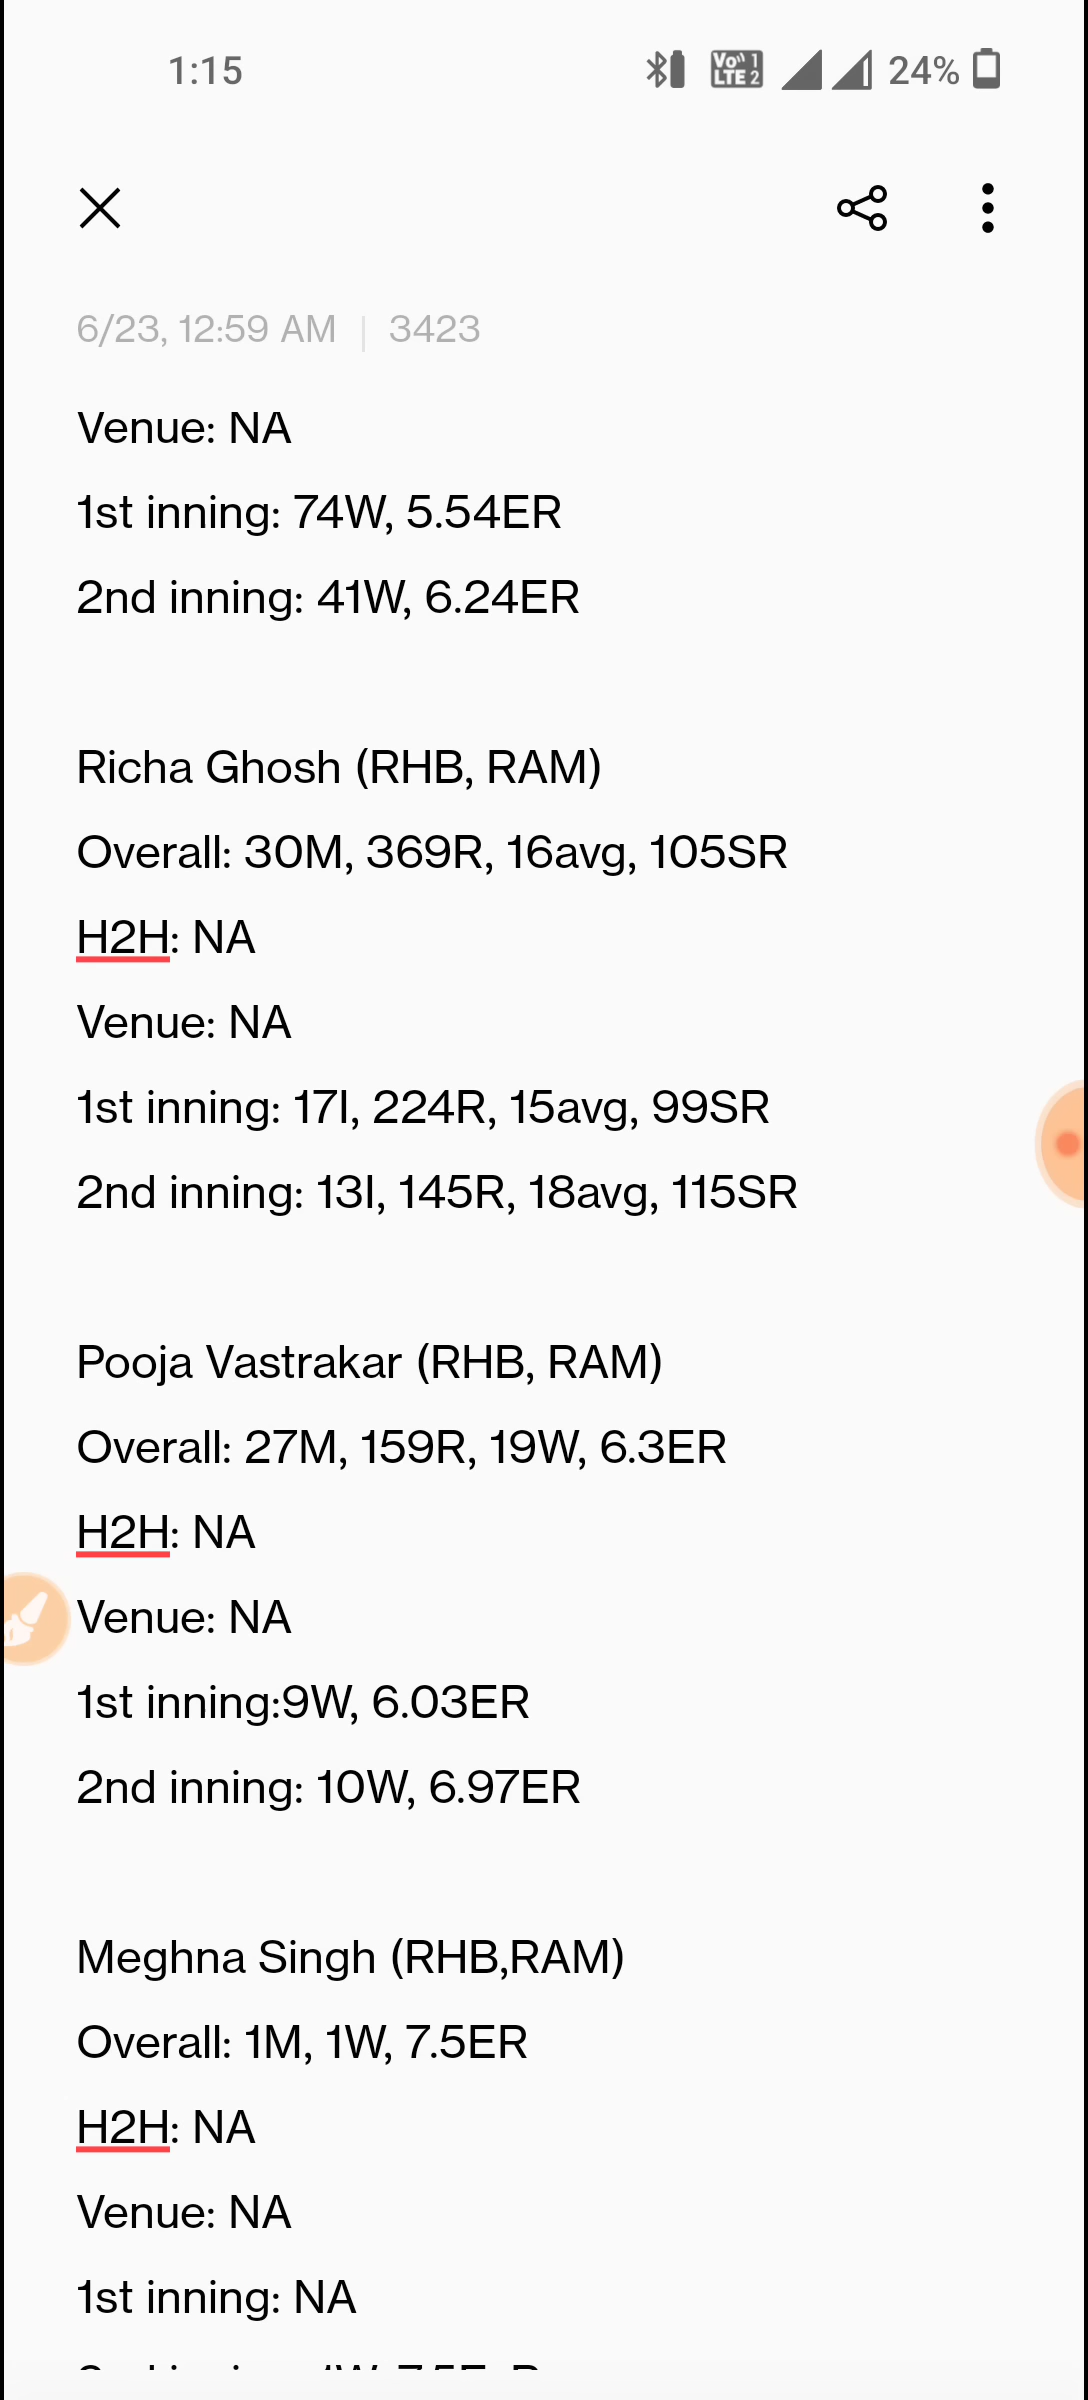 1:15 Vo)) 1 LTE 2 24%
6/23, 12:59 AM | 3423
Venue: NA
1st inning: 74W, 5.54ER
2nd inning: 41W, 6.24ER
Richa Ghosh (RHB, RAM)
Overall: 30M, 369R, 16avg, 105SR
H2H: NA
Venue: NA
1st inning: 17I, 224R, 15avg, 99SR
2nd inning: 13I, 145R, 18avg, 115SR
Pooja Vastrakar (RHB, RAM)
Overall: 27M, 159R, 19W, 6.3ER
H2H: NA
Venue: NA
1st inning:9W, 6.03ER
2nd inning: 10W, 6.97ER
Meghna Singh (RHB,RAM)
Overall: 1M, 1W, 7.5ER
H2H: NA
Venue: NA
1st inning: NA